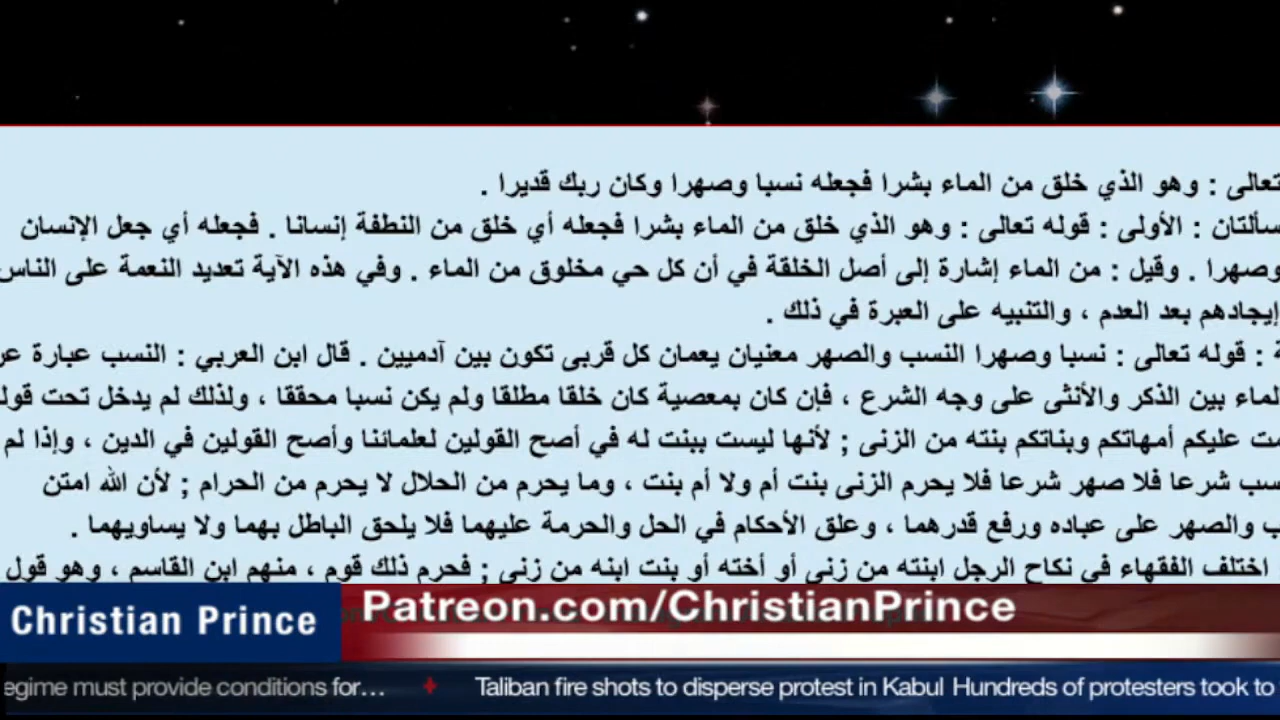 تعالى : وهو الذي خلق من الماء بشرا فجعله نسبا وصهرا وكان ربك قديرا .
سألتان : الأولى : قوله تعالى : وهو الذي خلق من الماء بشرا فجعله أي خلق من النطفة إنسانا . فجعله أي جعل الإنسان
وصهرا . وقيل : من الماء إشارة إلى أصل الخلقة في أن كل حي مخلوق من الماء . وفي هذه الآية تعديد النعمة على الناس
إيجادهم بعد العدم ، والتنبيه على العبرة في ذلك .
ة : قوله تعالى : نسبا وصهرا النسب والصهر معنيان يعمان كل قربى تكون بين آدميين . قال ابن العربي : النسب عبارة عن
لماء بين الذكر والأنثى على وجه الشرع ، فإن كان بمعصية كان خلقا مطلقا ولم يكن نسبا محققا ، ولذلك لم يدخل تحت قول
مت عليكم أمهاتكم وبناتكم بنته من الزنى ; لأنها ليست ببنت له في أصح القولين لعلمائنا وأصح القولين في الدين ، وإذا لم
سب شرعا فلا صهر شرعا فلا يحرم الزنى بنت أم ولا أم بنت ، وما يحرم من الحلال لا يحرم من الحرام ; لأن الله امتن
ب والصهر على عباده ورفع قدرهما ، وعلق الأحكام في الحل والحرمة عليهما فلا يلحق الباطل بهما ولا يساويهما .
: اختلف الفقهاء في نكاح الرجل ابنته من زنى أو أخته أو بنت ابنه من زنى ; فحرم ذلك قوم ، منهم ابن القاسم ، وهو قول
Patreon.com/ChristianPrince
Christian Prince
egime must provide conditions for… Taliban fire shots to disperse protest in Kabul Hundreds of protesters took to